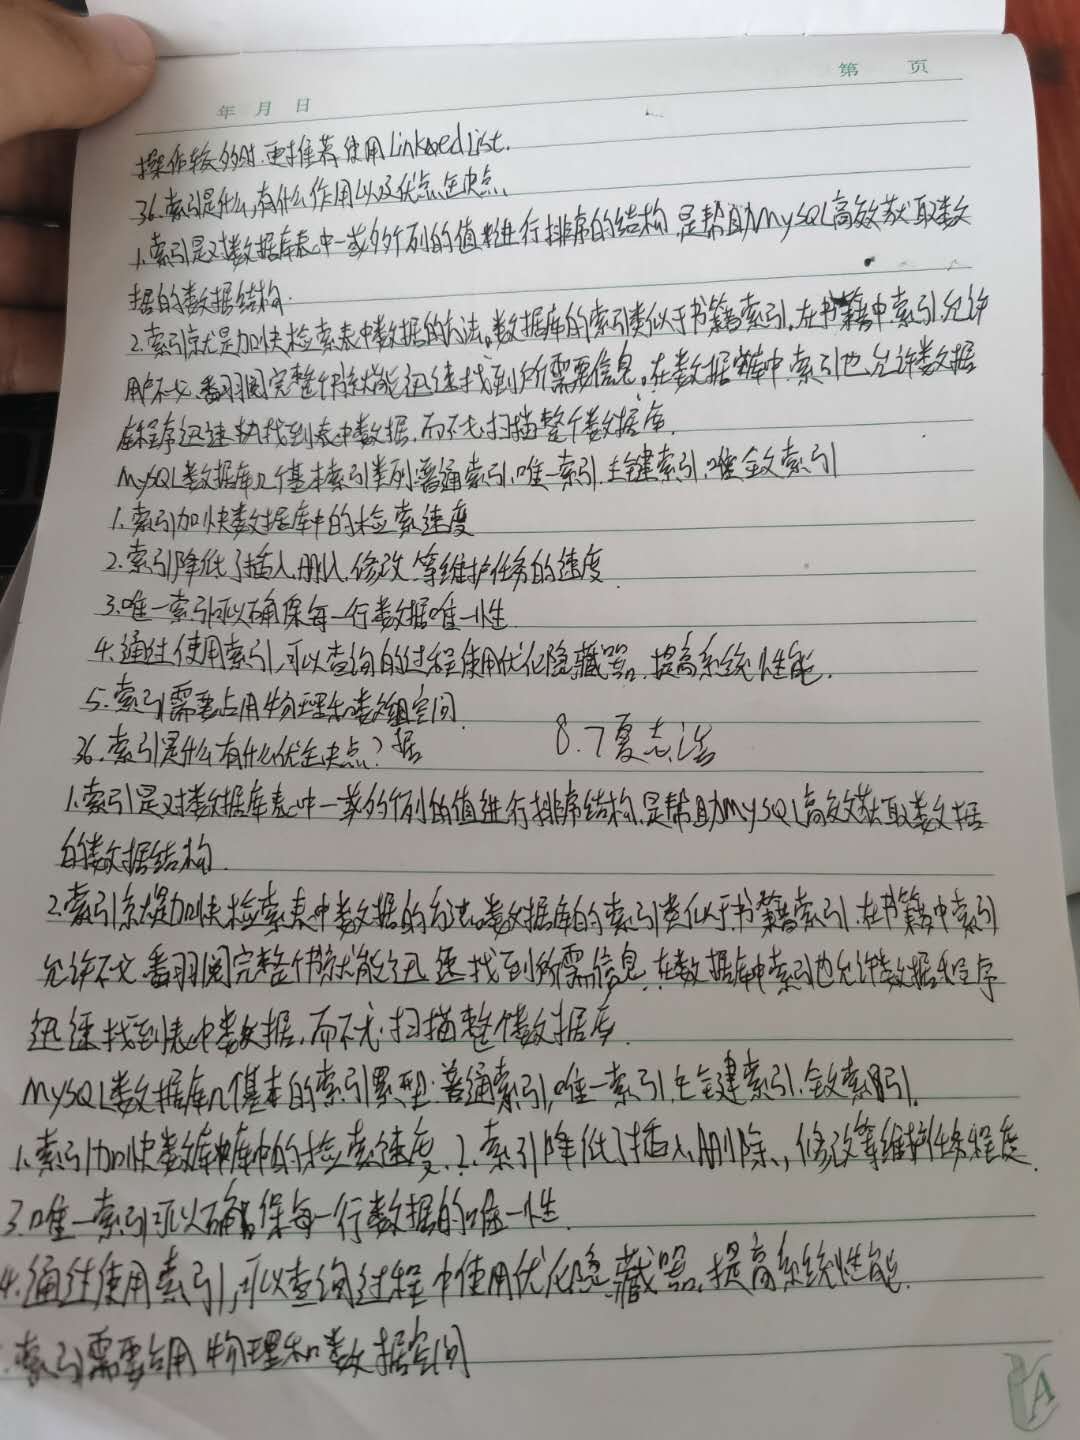 第 页
年 月 日
操作较多时.更推荐使用Linkedlist.
36.索引是什么,有什么作用以及优点缺点、
1.索引是对数据库表中一或多个列的值进行排序的结构.是帮助MySQL高效获取数
据的数据结构.
2.索引就是加快检索表中数据的方法。数据库的索引类似于书籍索引。在书籍中.索引.允许
用户不必.翻阅完整个书就能迅速找到所需要信息。在数据库中.索引也允许数据
库程序迅速找到表中数据.而不必扫描整个数据库.
MySQL数据库几个基本索引类列:普通索引.唯一索引.主键索引.唯全文索引
1.索引加快数据库中的检索速度
2.索引降低了插入.删入.修改.等维护任务的速度
3.唯一索引可以确保每一行数据唯一性
4.通过使用索引,可以查询的过程使用优化隐藏器.提高系统性能.
5.索引需要占用物理和数据空间.
36.索引是什么有什么优缺点? 8.7夏志浩
1.索引是对数据库表中一或多个列的值进行排序结构.是帮助MySQL高效获取数据
的数据结构.
2.索引就是加快检索表中数据的方法。数据库的索引类似于书籍索引.在书籍中索引
允许不必.翻阅完整个书就能迅速找到所需信息.在数据库中索引也允许数据程序
迅速找到表中数据.而不必扫描整个数据库.
MySQL数据库几个基本的索引类型:普通索引,唯一索引.主键索引.全文索引.
1.索引加快数据库中的检索速度.2.索引降低了插入.删除.,修改等维护任务程度.
3.唯一索引可以确保每一行数据的唯一性.
4.通过使用索引,可以查询过程中使用优化隐藏器.提高系统性能.
.索引需要占用物理和数据空间